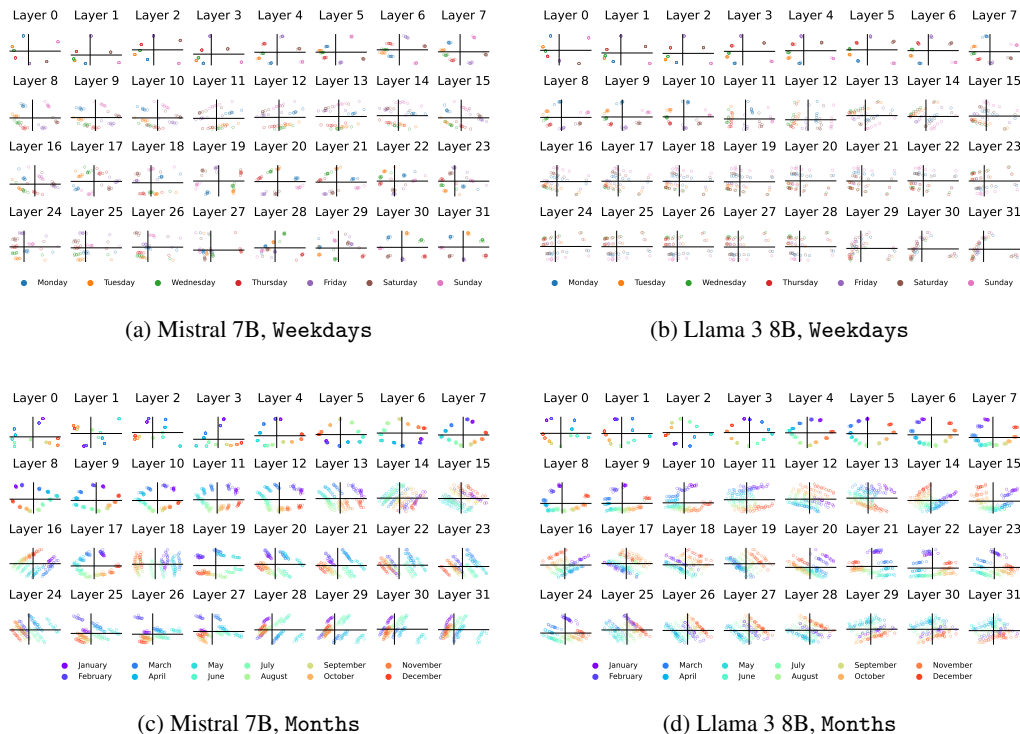 Layer 0 Layer 1 Layer 2 Layer 3 Layer 4 Layer 5 Layer 6 Layer 7
Layer 8 Layer 9 Layer 10 Layer 11 Layer 12 Layer 13 Layer 14 Layer 15
Layer 16 Layer 17 Layer 18 Layer 19 Layer 20 Layer 21 Layer 22 Layer 23
Layer 24 Layer 25 Layer 26 Layer 27 Layer 28 Layer 29 Layer 30 Layer 31
Monday Tuesday Wednesday Thursday Friday Saturday Sunday
(a) Mistral 7B, Weekdays
Layer 0 Layer 1 Layer 2 Layer 3 Layer 4 Layer 5 Layer 6 Layer 7
Layer 8 Layer 9 Layer 10 Layer 11 Layer 12 Layer 13 Layer 14 Layer 15
Layer 16 Layer 17 Layer 18 Layer 19 Layer 20 Layer 21 Layer 22 Layer 23
Layer 24 Layer 25 Layer 26 Layer 27 Layer 28 Layer 29 Layer 30 Layer 31
Monday Tuesday Wednesday Thursday Friday Saturday Sunday
(b) Llama 3 8B, Weekdays
Layer 0 Layer 1 Layer 2 Layer 3 Layer 4 Layer 5 Layer 6 Layer 7
Layer 8 Layer 9 Layer 10 Layer 11 Layer 12 Layer 13 Layer 14 Layer 15
Layer 16 Layer 17 Layer 18 Layer 19 Layer 20 Layer 21 Layer 22 Layer 23
Layer 24 Layer 25 Layer 26 Layer 27 Layer 28 Layer 29 Layer 30 Layer 31
January March May July September November
February April June August October December
(c) Mistral 7B, Months
Layer 0 Layer 1 Layer 2 Layer 3 Layer 4 Layer 5 Layer 6 Layer 7
Layer 8 Layer 9 Layer 10 Layer 11 Layer 12 Layer 13 Layer 14 Layer 15
Layer 16 Layer 17 Layer 18 Layer 19 Layer 20 Layer 21 Layer 22 Layer 23
Layer 24 Layer 25 Layer 26 Layer 27 Layer 28 Layer 29 Layer 30 Layer 31
January March May July September November
February April June August October December
(d) Llama 3 8B, Months